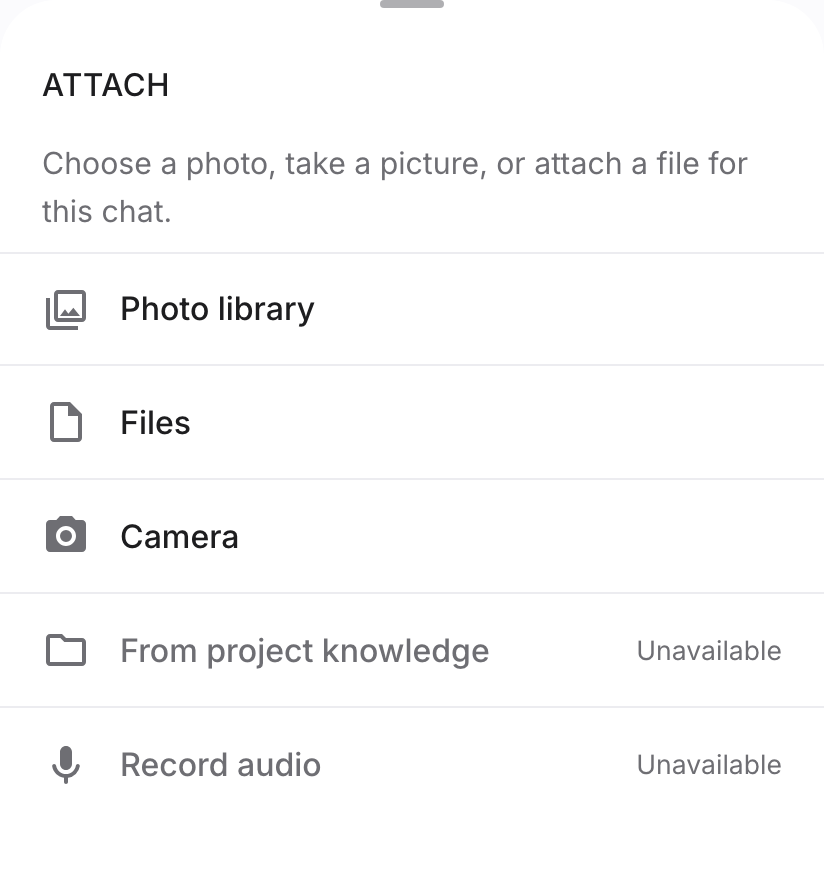 ATTACH
Choose a photo, take a picture, or attach a file for
this chat.
Photo library
Files
Camera
From project knowledge Unavailable
Record audio Unavailable